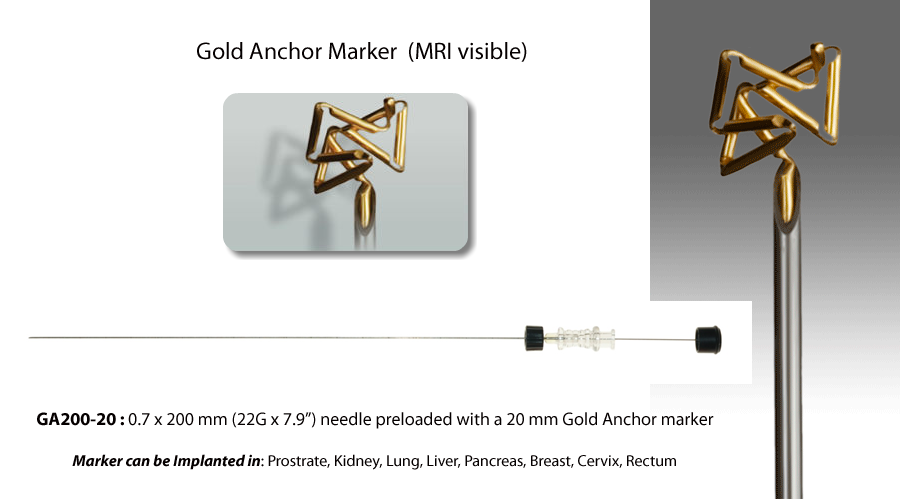 Gold Anchor Marker (MRI visible)
GA200-20 : 0.7 x 200 mm (22G x 7.9”) needle preloaded with a 20 mm Gold Anchor marker
Marker can be Implanted in: Prostrate, Kidney, Lung, Liver, Pancreas, Breast, Cervix, Rectum